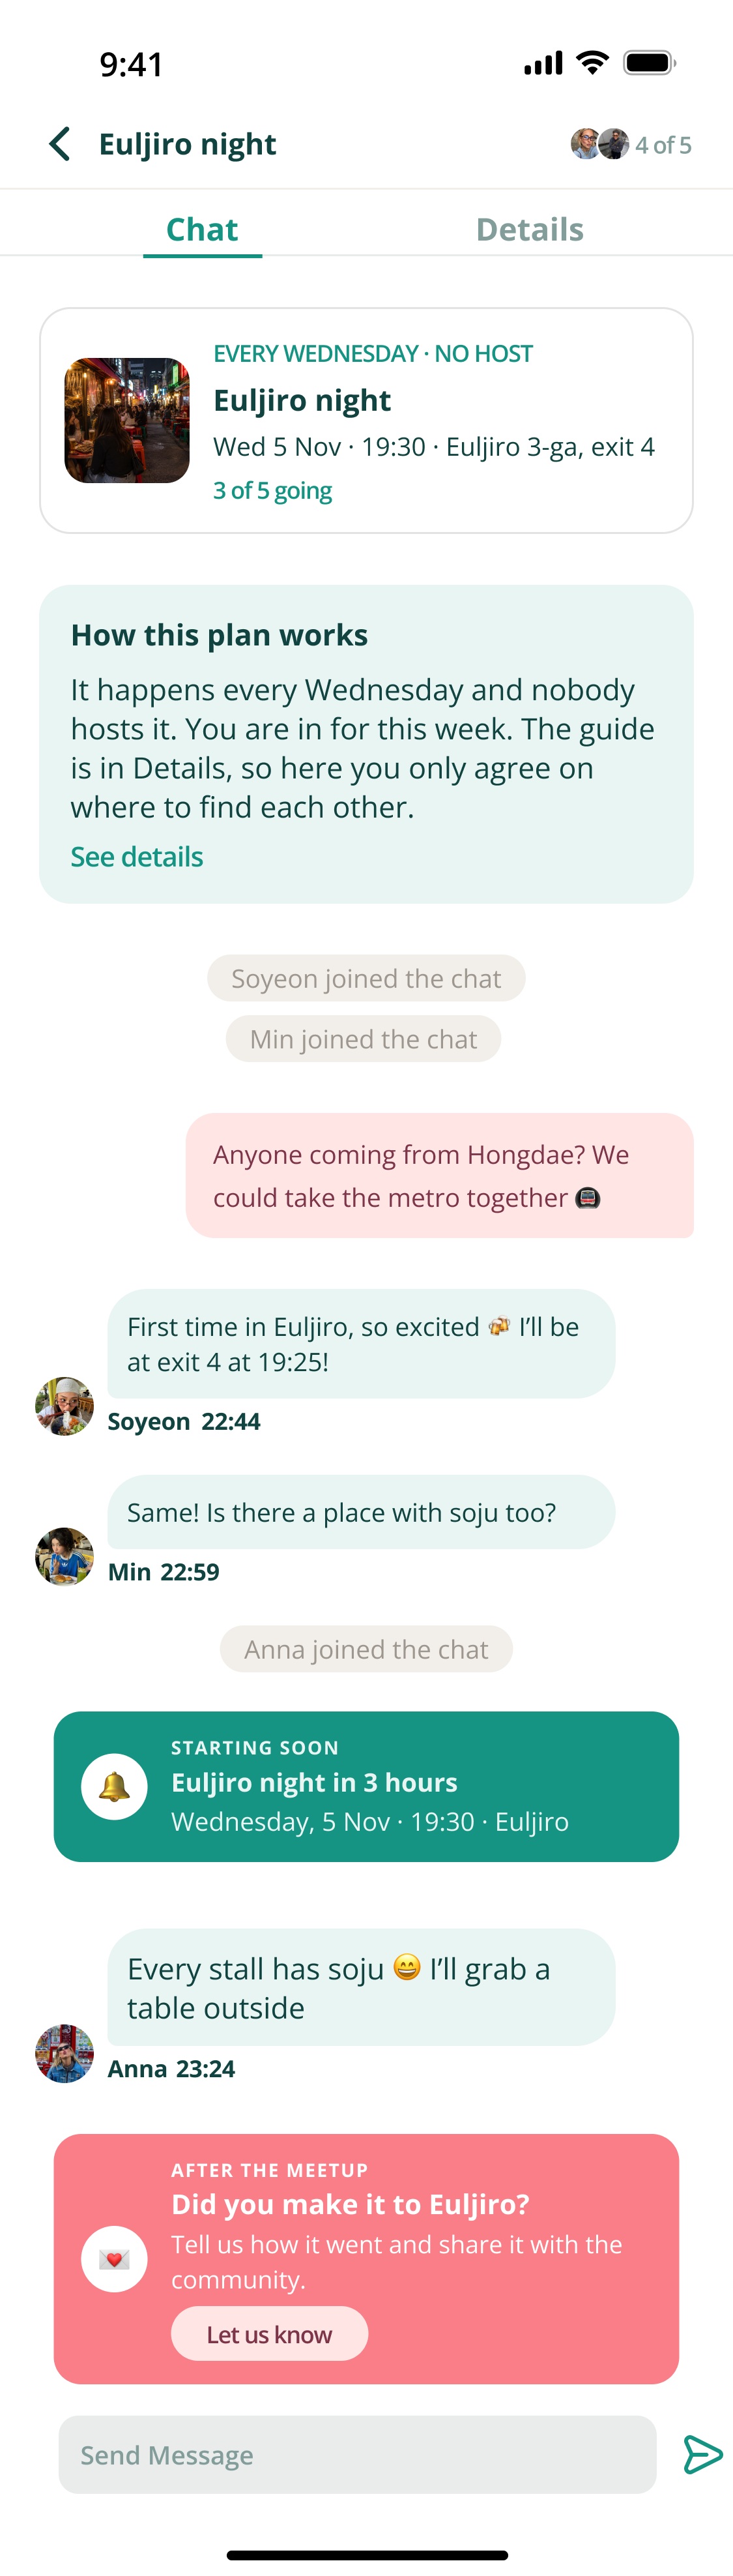 9:41
Euljiro night
4 of 5
Chat
Details
EVERY WEDNESDAY · NO HOST
Euljiro night
Wed 5 Nov · 19:30 · Euljiro 3-ga, exit 4
3 of 5 going
How this plan works
It happens every Wednesday and nobody
hosts it. You are in for this week. The guide
is in Details, so here you only agree on
where to find each other.
See details
Soyeon joined the chat
Min joined the chat
Anyone coming from Hongdae? We
could take the metro together 🚇
First time in Euljiro, so excited 🍻 I’ll be
at exit 4 at 19:25!
Soyeon 22:44
Same! Is there a place with soju too?
Min 22:59
Anna joined the chat
STARTING SOON
Euljiro night in 3 hours
Wednesday, 5 Nov · 19:30 · Euljiro
Every stall has soju 😄 I’ll grab a
table outside
Anna 23:24
AFTER THE MEETUP
Did you make it to Euljiro?
Tell us how it went and share it with the
community.
Let us know
Send Message